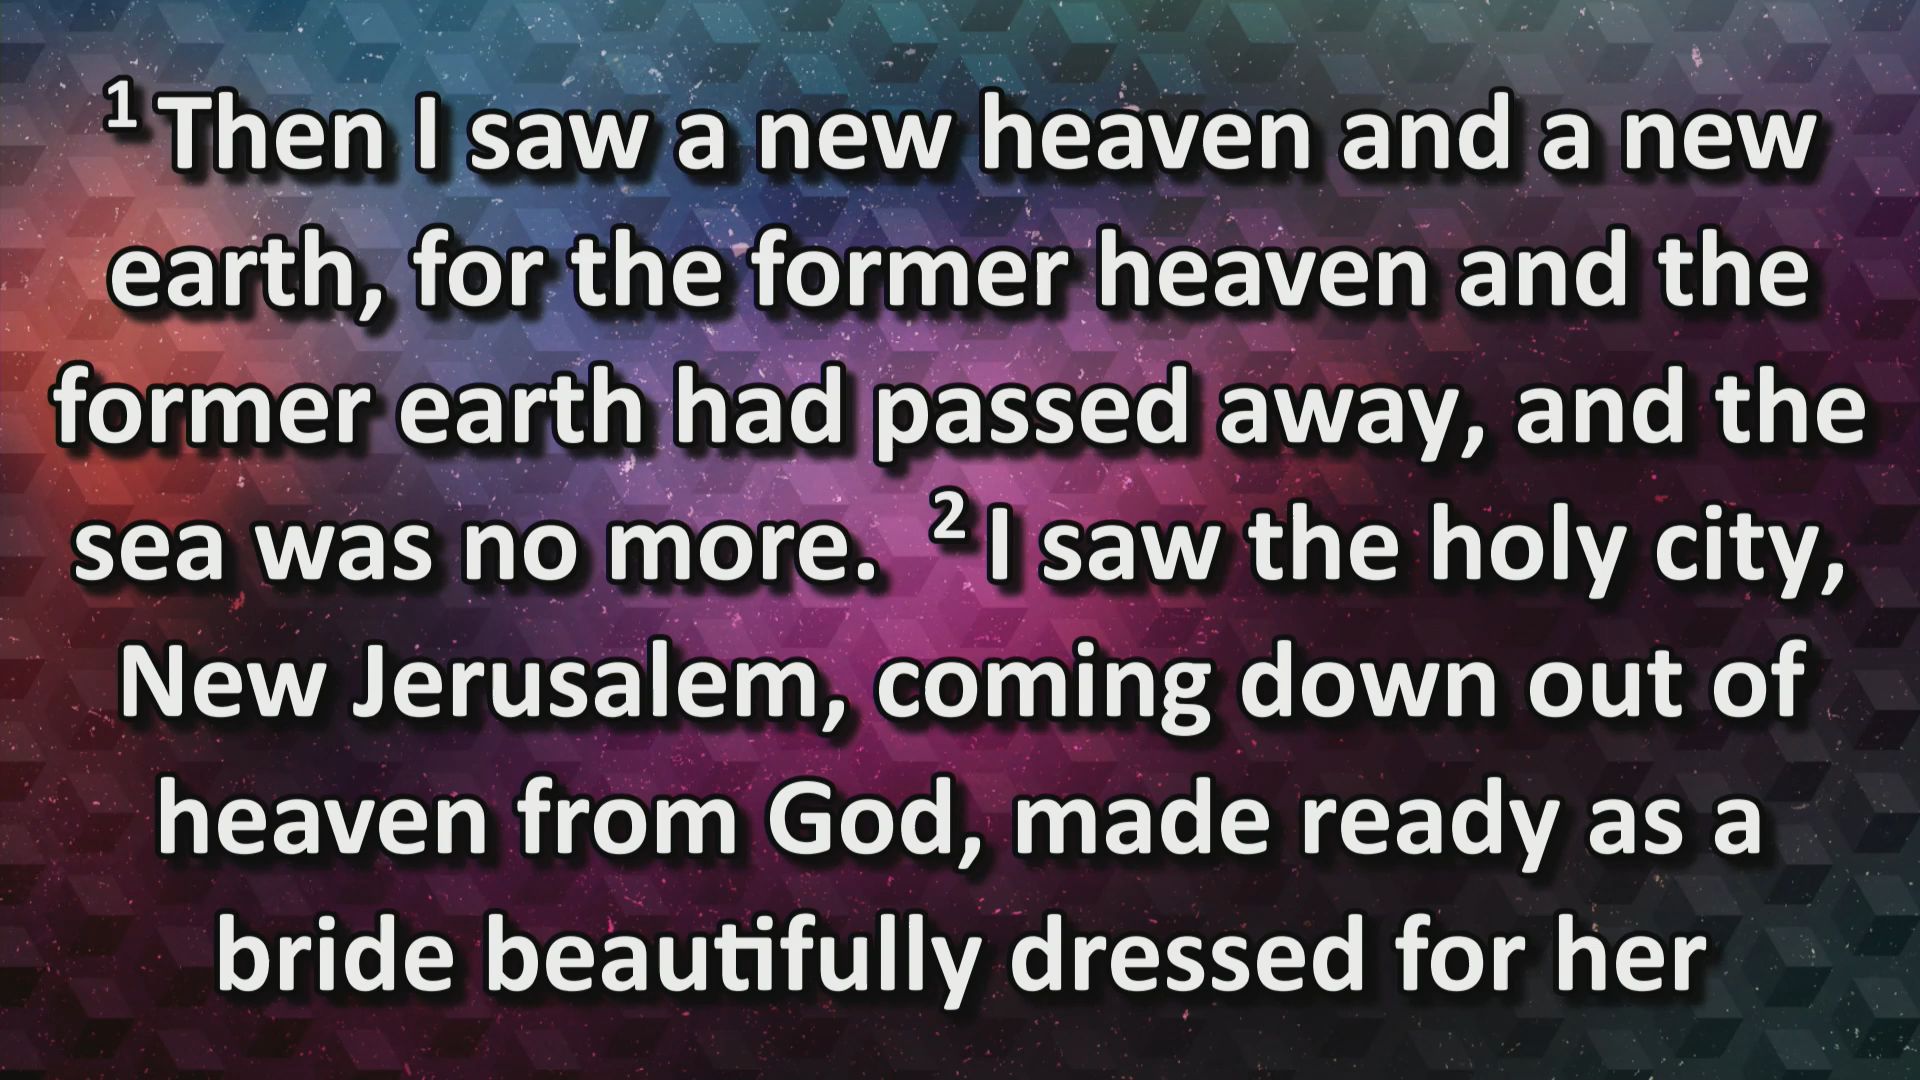 ¹ Then I saw a new heaven and a new
earth, for the former heaven and the
former earth had passed away, and the
sea was no more. ² I saw the holy city,
New Jerusalem, coming down out of
heaven from God, made ready as a
bride beautifully dressed for her